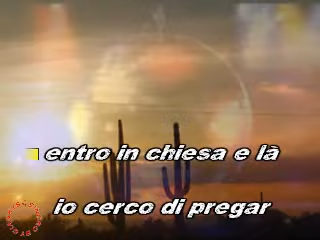 entro in chiesa e là
io cerco di pregar